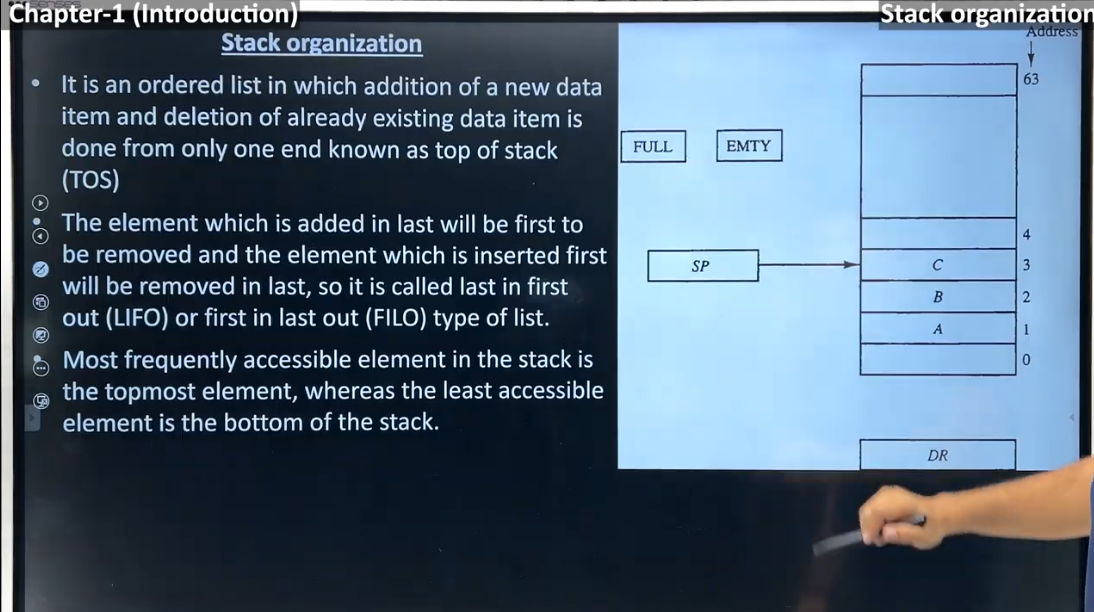 Chapter-1 (Introduction)
Stack organization
Stack organization
• It is an ordered list in which addition of a new data
item and deletion of already existing data item is
done from only one end known as top of stack
(TOS)
• The element which is added in last will be first to
be removed and the element which is inserted first
will be removed in last, so it is called last in first
out (LIFO) or first in last out (FILO) type of list.
• Most frequently accessible element in the stack is
the topmost element, whereas the least accessible
element is the bottom of the stack.
Address
63
FULL EMTY
4
SP C 3
B 2
A 1
0
DR